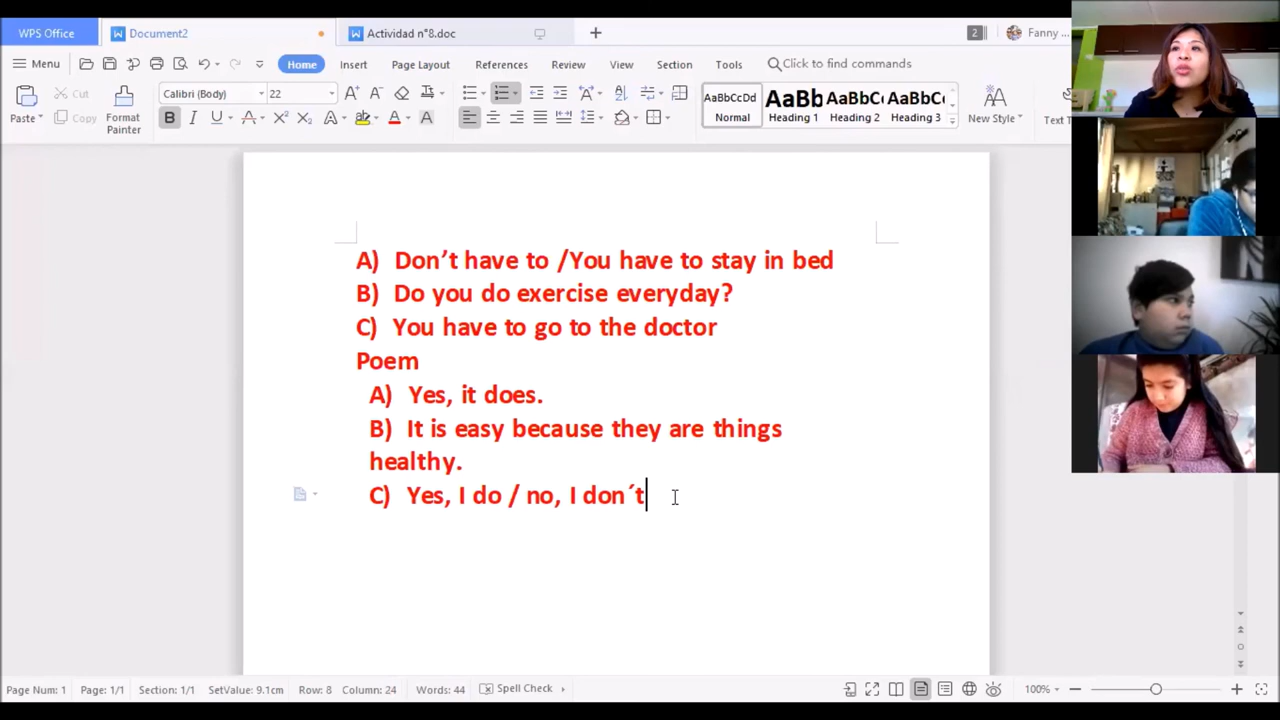 WPS Office
Document2
Actividad n°8.doc
2
Fanny ...
Menu
Home
Insert
Page Layout
References
Review
View
Section
Tools
Click to find commands
Paste
Cut
Copy
Format
Painter
Calibri (Body)
22
B I U
AaBbCcDd
Normal
AaBb
Heading 1
AaBbC
Heading 2
AaBbC
Heading 3
New Style
Text T
A) Don’t have to /You have to stay in bed
B) Do you do exercise everyday?
C) You have to go to the doctor
Poem
A) Yes, it does.
B) It is easy because they are things
healthy.
C) Yes, I do / no, I don´t
Page Num: 1 Page: 1/1 Section: 1/1 SetValue: 9.1cm Row: 8 Column: 24 Words: 44 Spell Check
100%